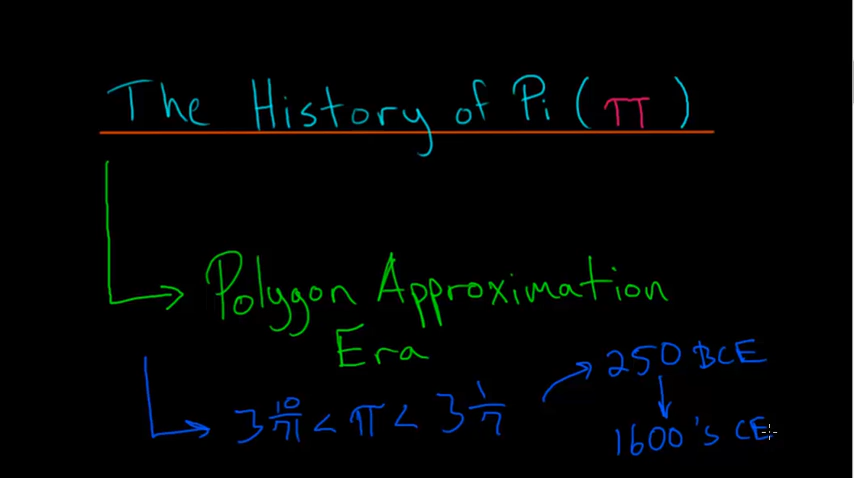 The History of Pi (π)
Polygon Approximation
Era
250 BCE
3 10/71 < π < 3 1/7
1600's CE